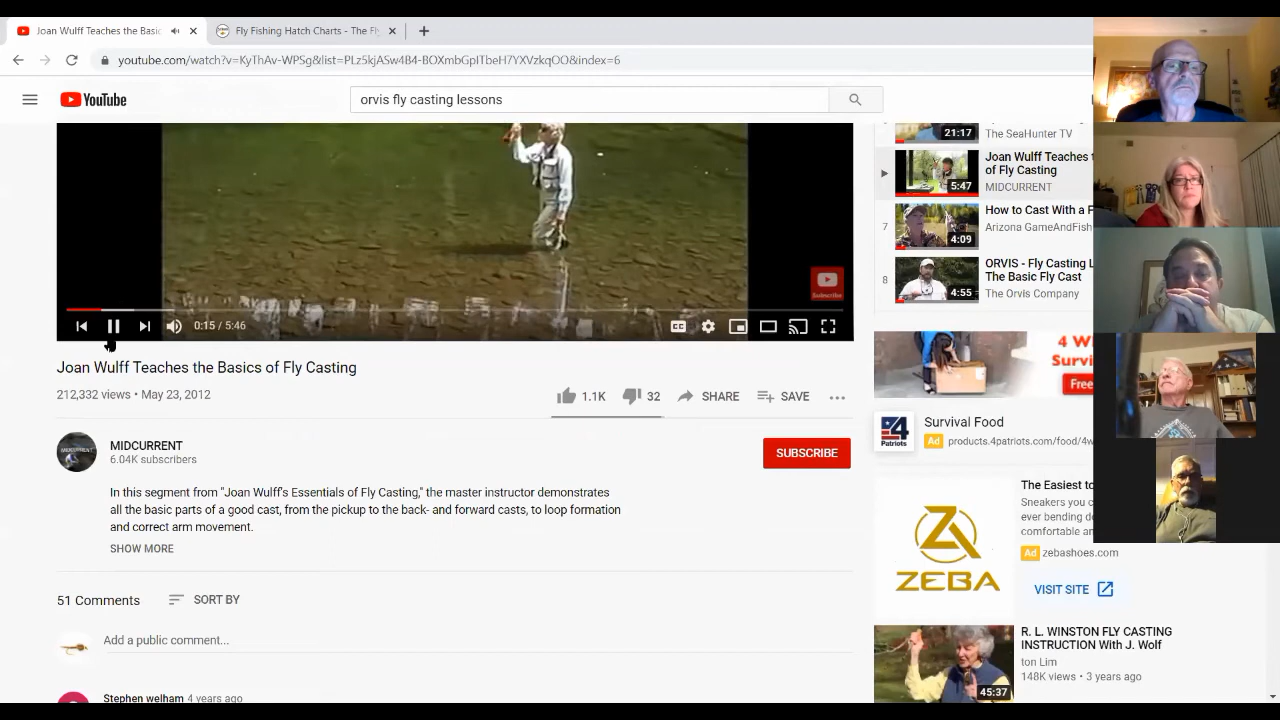 Joan Wulff Teaches the Basic
Fly Fishing Hatch Charts - The Fl
youtube.com/watch?v=KyThAv-WPSg&list=PLz5kjASw4B4-BOXmbGpITbeH7YXVzkqOO&index=6
YouTube
orvis fly casting lessons
21:17
The SeaHunter TV
Joan Wulff Teaches t
of Fly Casting
5:47
MIDCURRENT
7
How to Cast With a F
4:09
Arizona GameAndFish
8
ORVIS - Fly Casting L
The Basic Fly Cast
4:55
The Orvis Company
Subscribe
0:15 / 5:46
CC
Joan Wulff Teaches the Basics of Fly Casting
212,332 views • May 23, 2012
1.1K
32
SHARE
SAVE
4 W
Surviv
Free
MIDCURRENT
6.04K subscribers
SUBSCRIBE
4
PATRIOTS
Survival Food
Ad products.4patriots.com/food/4w
In this segment from "Joan Wulff's Essentials of Fly Casting," the master instructor demonstrates
all the basic parts of a good cast, from the pickup to the back- and forward casts, to loop formation
and correct arm movement.
SHOW MORE
The Easiest to
Sneakers you c
ever bending do
comfortable an
Ad zebashoes.com
ZEBA
VISIT SITE
51 Comments
SORT BY
Add a public comment...
R. L. WINSTON FLY CASTING
INSTRUCTION With J. Wolf
ton Lim
148K views • 3 years ago
45:37
Stephen welham 4 years ago